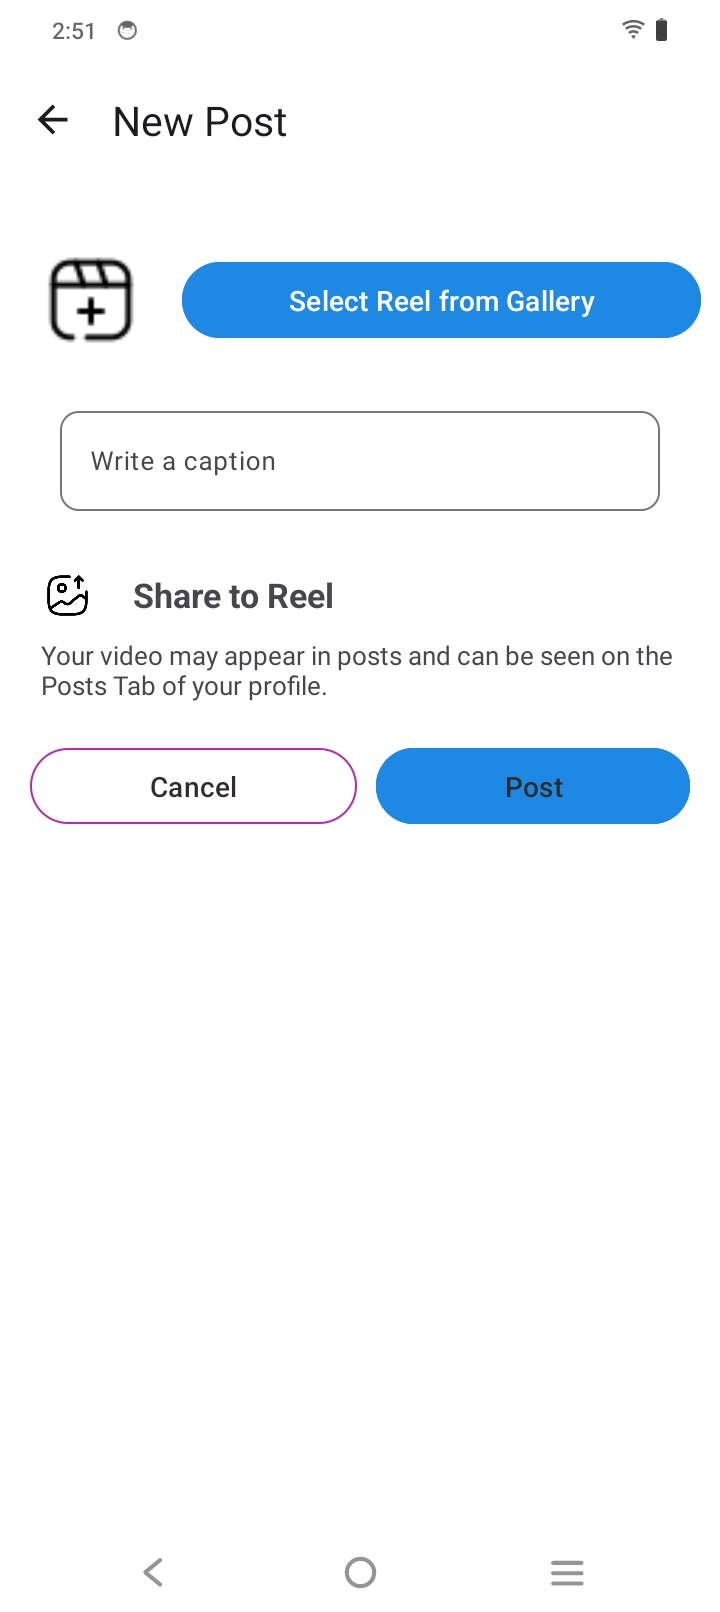 2:51
New Post
Select Reel from Gallery
Write a caption
Share to Reel
Your video may appear in posts and can be seen on the
Posts Tab of your profile.
Cancel
Post